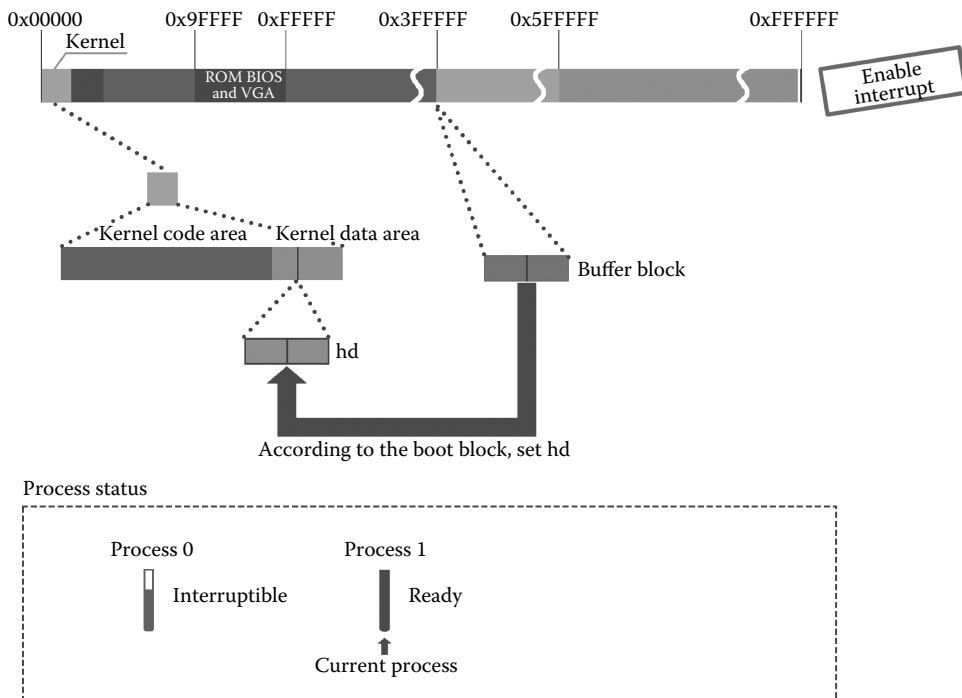 0x00000 0x9FFFF 0xFFFFF 0x3FFFFF 0x5FFFFF 0xFFFFFF
Kernel
ROM BIOS
and VGA
Enable
interrupt
Kernel code area Kernel data area
Buffer block
hd
According to the boot block, set hd
Process status
Process 0 Process 1
Interruptible Ready
Current process